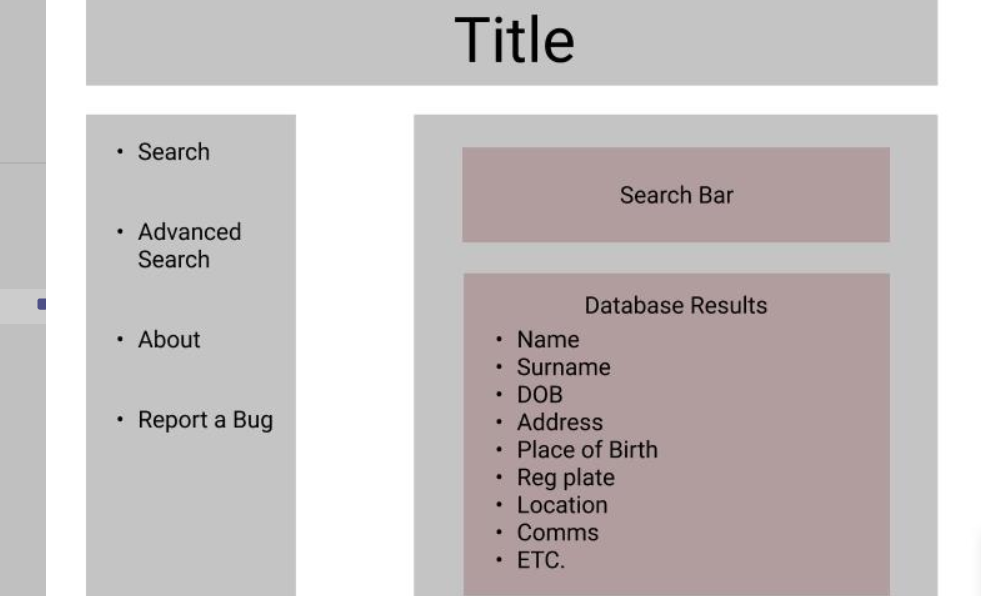 Title
• Search
• Advanced
Search
• About
• Report a Bug
Search Bar
Database Results
• Name
• Surname
• DOB
• Address
• Place of Birth
• Reg plate
• Location
• Comms
• ETC.